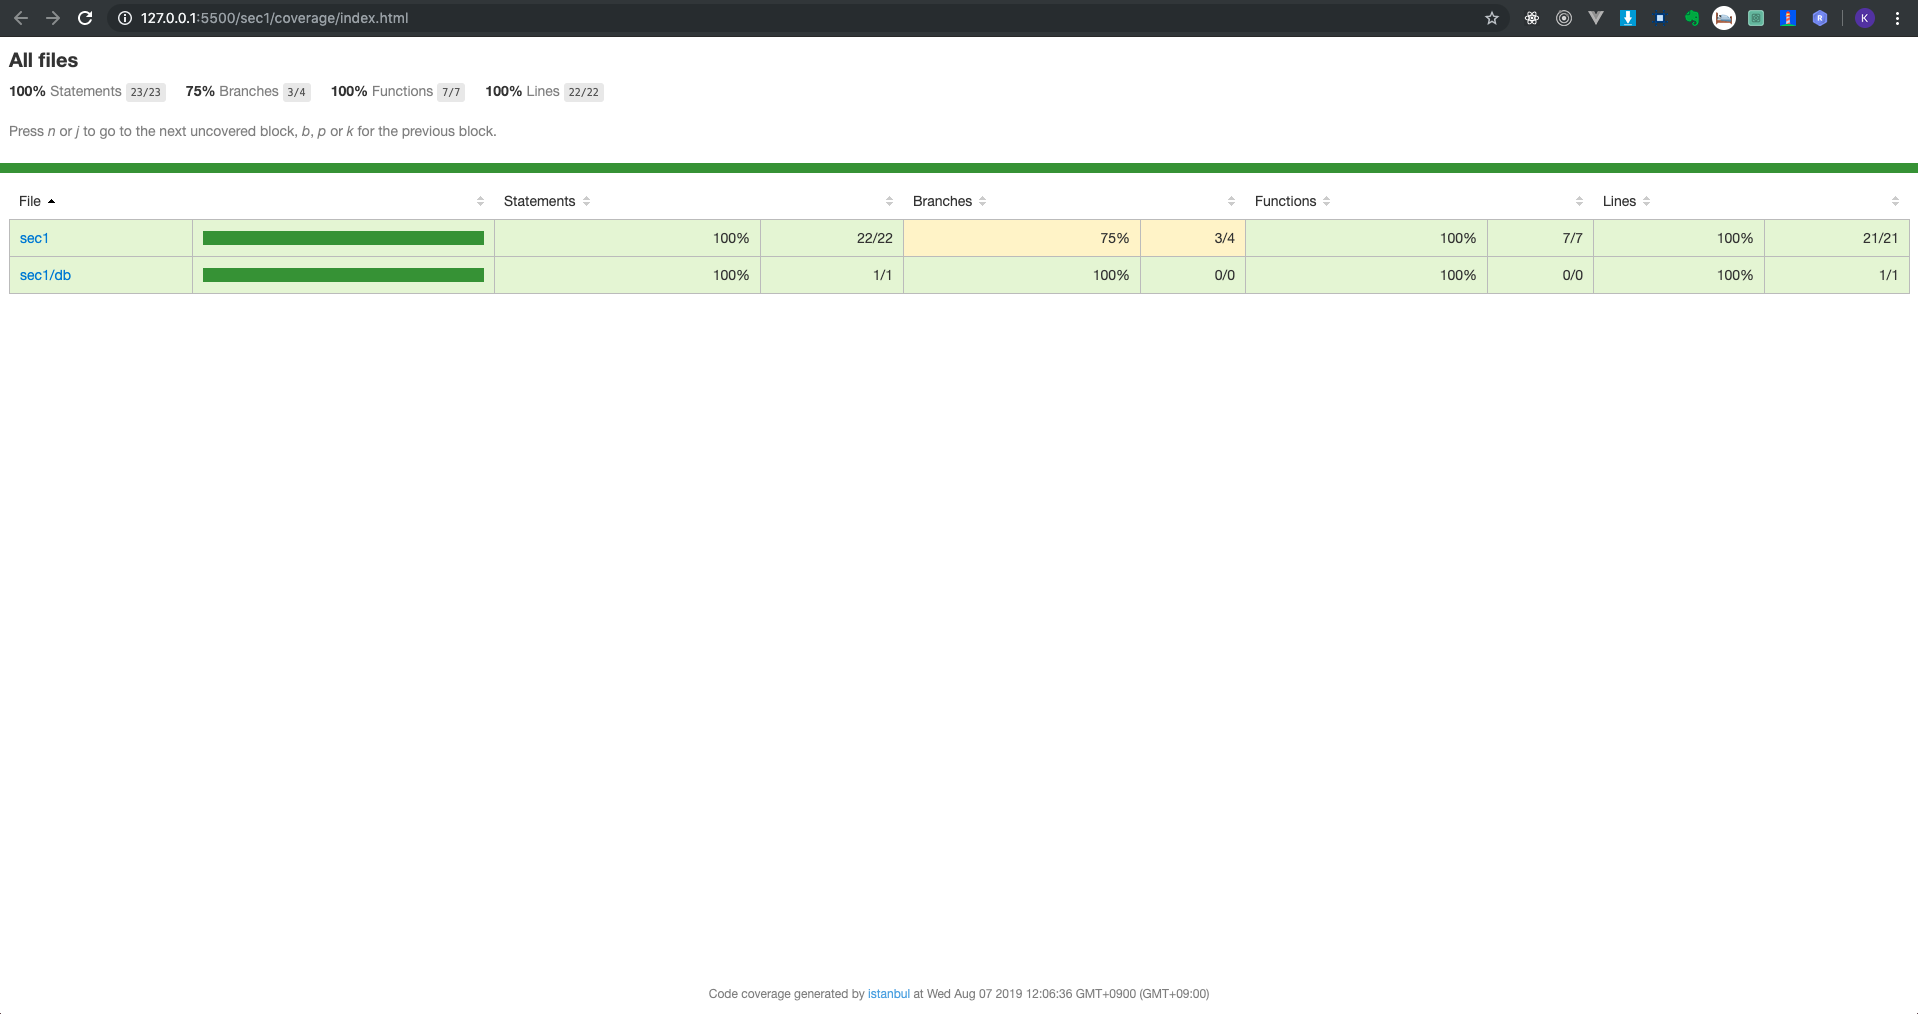 127.0.0.1:5500/sec1/coverage/index.html
K
All files
100% Statements 23/23 75% Branches 3/4 100% Functions 7/7 100% Lines 22/22
Press n or j to go to the next uncovered block, b, p or k for the previous block.
File Statements Branches Functions Lines
sec1 100% 22/22 75% 3/4 100% 7/7 100% 21/21
sec1/db 100% 1/1 100% 0/0 100% 0/0 100% 1/1
Code coverage generated by istanbul at Wed Aug 07 2019 12:06:36 GMT+0900 (GMT+09:00)